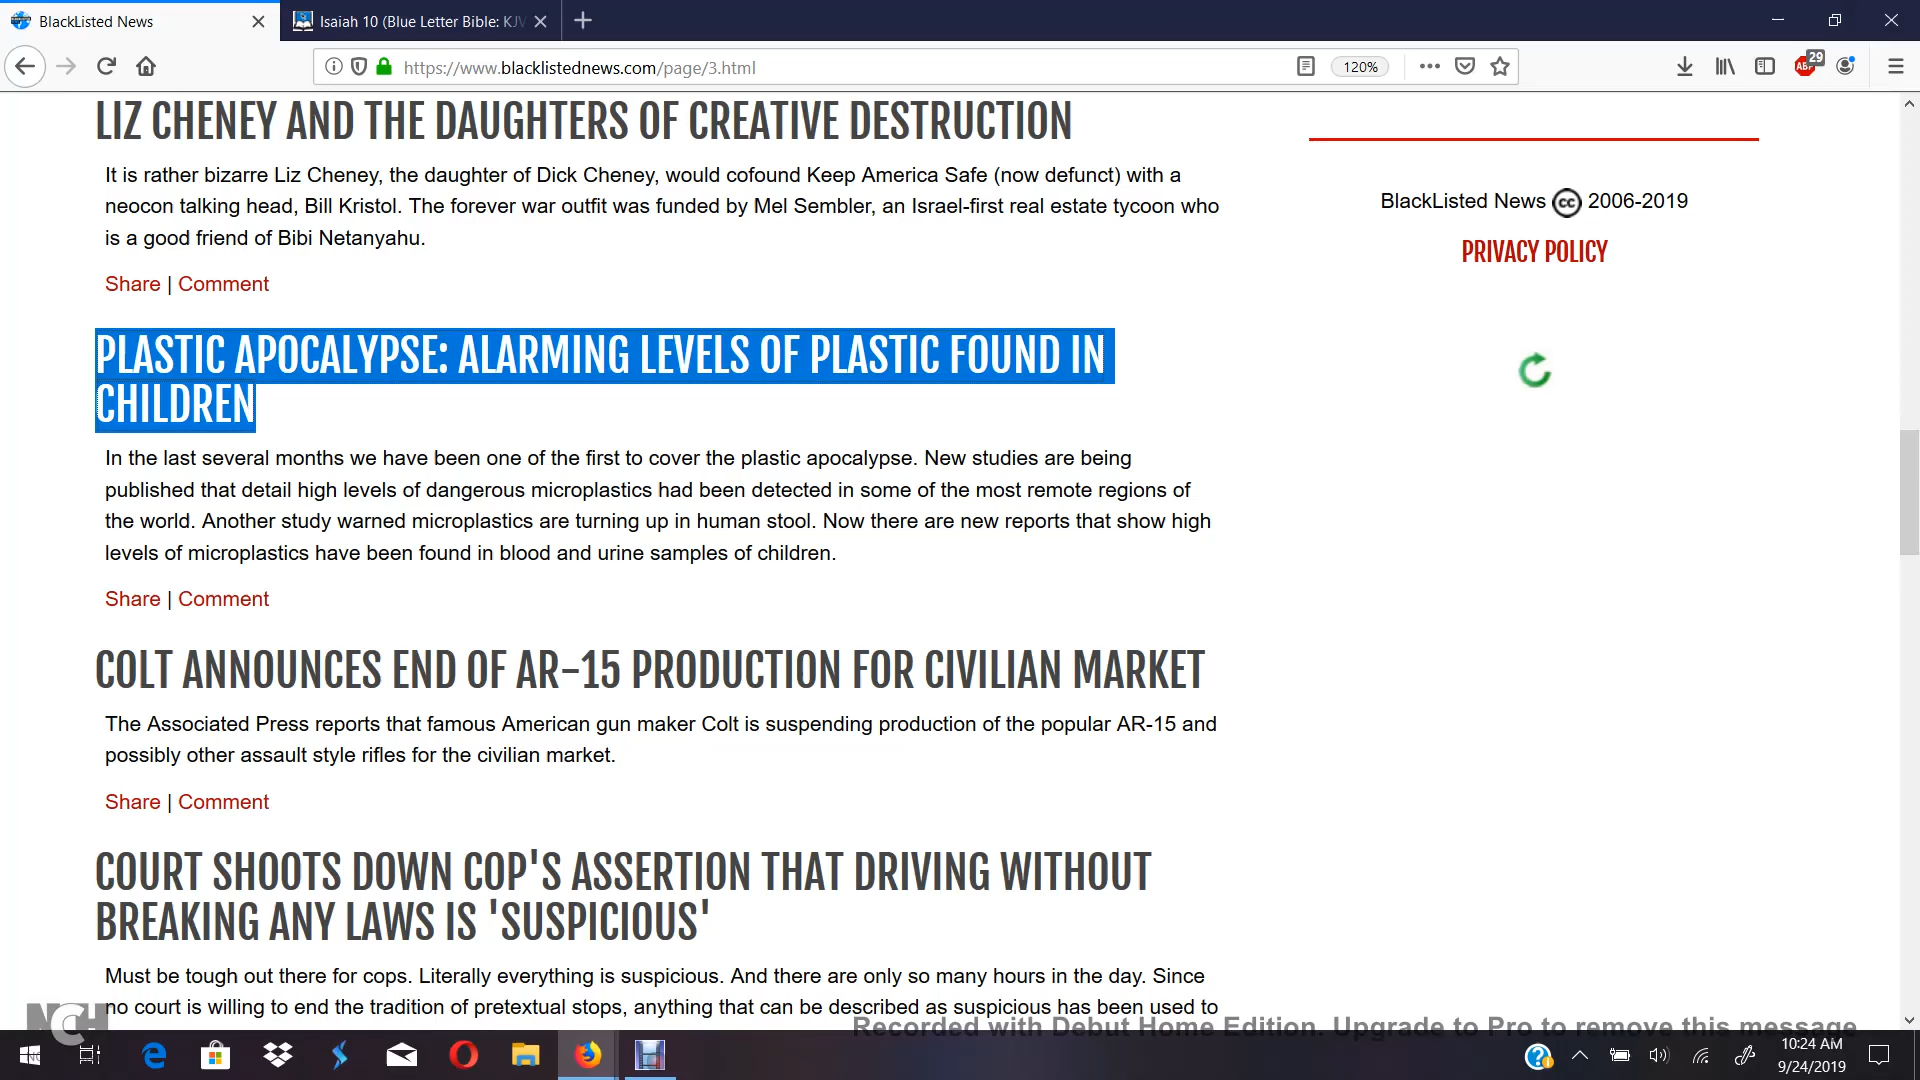 BlackListed News
Isaiah 10 (Blue Letter Bible: KJV
https://www.blacklistednews.com/page/3.html
120%
ABP 29
LIZ CHENEY AND THE DAUGHTERS OF CREATIVE DESTRUCTION
It is rather bizarre Liz Cheney, the daughter of Dick Cheney, would cofound Keep America Safe (now defunct) with a
neocon talking head, Bill Kristol. The forever war outfit was funded by Mel Sembler, an Israel-first real estate tycoon who
is a good friend of Bibi Netanyahu.
Share | Comment
PLASTIC APOCALYPSE: ALARMING LEVELS OF PLASTIC FOUND IN
CHILDREN
In the last several months we have been one of the first to cover the plastic apocalypse. New studies are being
published that detail high levels of dangerous microplastics had been detected in some of the most remote regions of
the world. Another study warned microplastics are turning up in human stool. Now there are new reports that show high
levels of microplastics have been found in blood and urine samples of children.
Share | Comment
COLT ANNOUNCES END OF AR-15 PRODUCTION FOR CIVILIAN MARKET
The Associated Press reports that famous American gun maker Colt is suspending production of the popular AR-15 and
possibly other assault style rifles for the civilian market.
Share | Comment
COURT SHOOTS DOWN COP'S ASSERTION THAT DRIVING WITHOUT
BREAKING ANY LAWS IS 'SUSPICIOUS'
Must be tough out there for cops. Literally everything is suspicious. And there are only so many hours in the day. Since
no court is willing to end the tradition of pretextual stops, anything that can be described as suspicious has been used to
BlackListed News cc 2006-2019
PRIVACY POLICY
NCH
Recorded with Debut Home Edition. Upgrade to Pro to remove this message
10:24 AM
9/24/2019